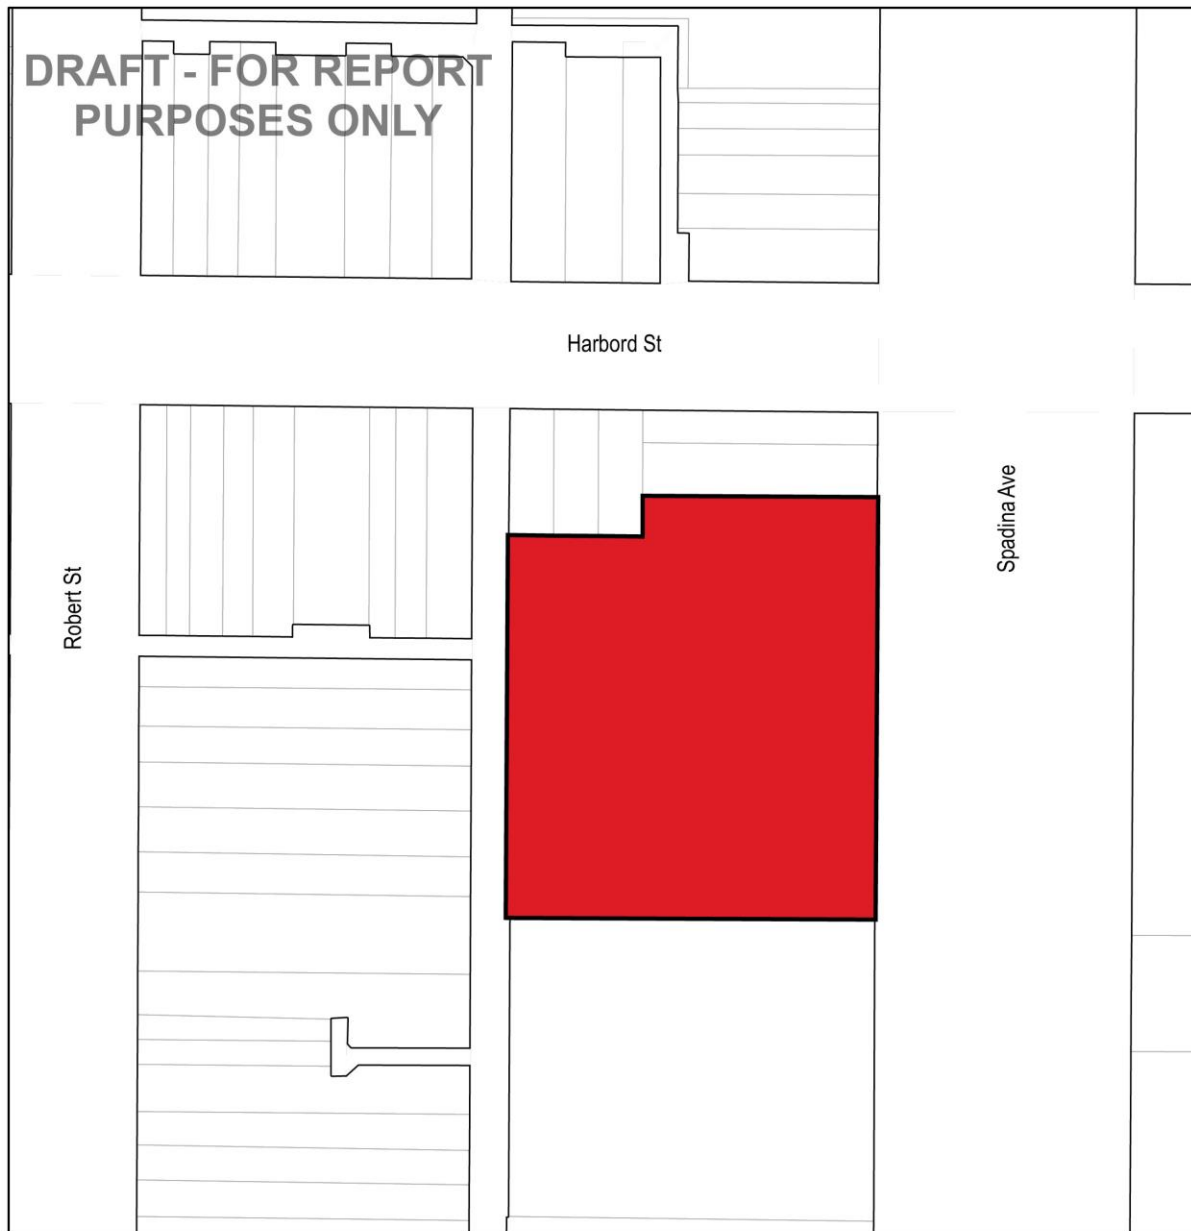 DRAFT - FOR REPORT
PURPOSES ONLY
Harbord St
Spadina Ave
Robert St